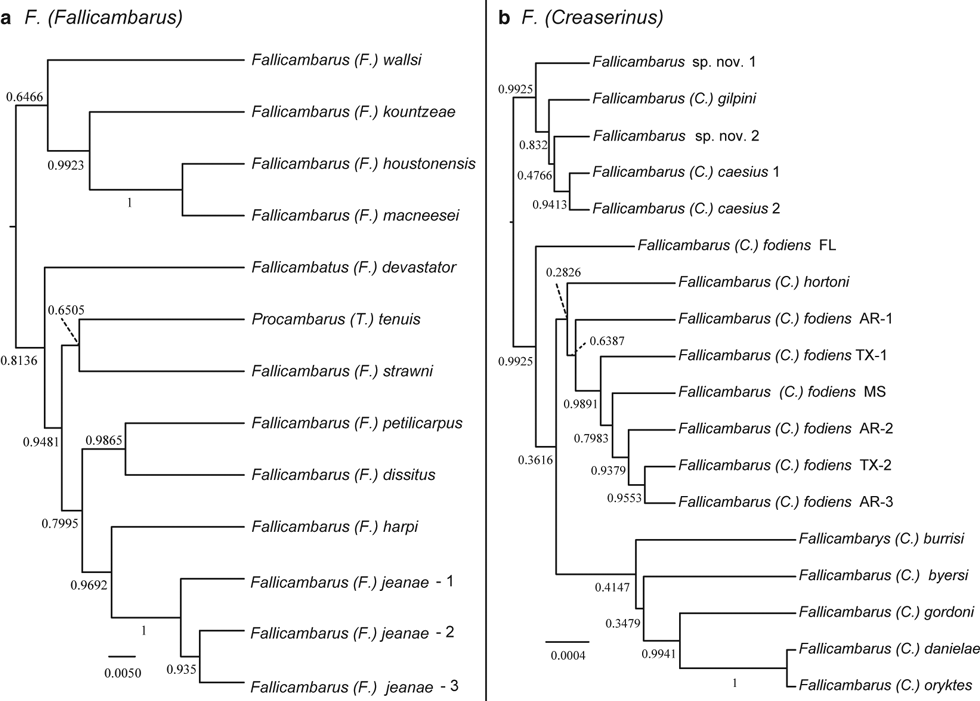 a F. (Fallicambarus)
Fallicambarus (F.) wallsi
0.6466
Fallicambarus (F.) kountzeae
0.9923
Fallicambarus (F.) houstonensis
1
Fallicambarus (F.) macneesei
Fallicambatus (F.) devastator
0.6505
Procambarus (T.) tenuis
0.8136
Fallicambarus (F.) strawni
Fallicambarus (F.) petilicarpus
0.9481
0.9865
Fallicambarus (F.) dissitus
0.7995
Fallicambarus (F.) harpi
0.9692
Fallicambarus (F.) jeanae - 1
1
Fallicambarus (F.) jeanae - 2
0.935
0.0050
Fallicambarus (F.) jeanae - 3
b F. (Creaserinus)
Fallicambarus sp. nov. 1
0.9925
Fallicambarus (C.) gilpini
Fallicambarus sp. nov. 2
0.832
0.4766
Fallicambarus (C.) caesius 1
0.9413
Fallicambarus (C.) caesius 2
Fallicambarus (C.) fodiens FL
0.2826
Fallicambarus (C.) hortoni
Fallicambarus (C.) fodiens AR-1
0.6387
0.9925
Fallicambarus (C.) fodiens TX-1
0.9891
Fallicambarus (C.) fodiens MS
0.7983
Fallicambarus (C.) fodiens AR-2
0.3616
0.9379
Fallicambarus (C.) fodiens TX-2
0.9553
Fallicambarus (C.) fodiens AR-3
Fallicambarys (C.) burrisi
0.4147
Fallicambarus (C.) byersi
0.3479
Fallicambarus (C.) gordoni
0.9941
0.0004
Fallicambarus (C.) danielae
1
Fallicambarus (C.) oryktes